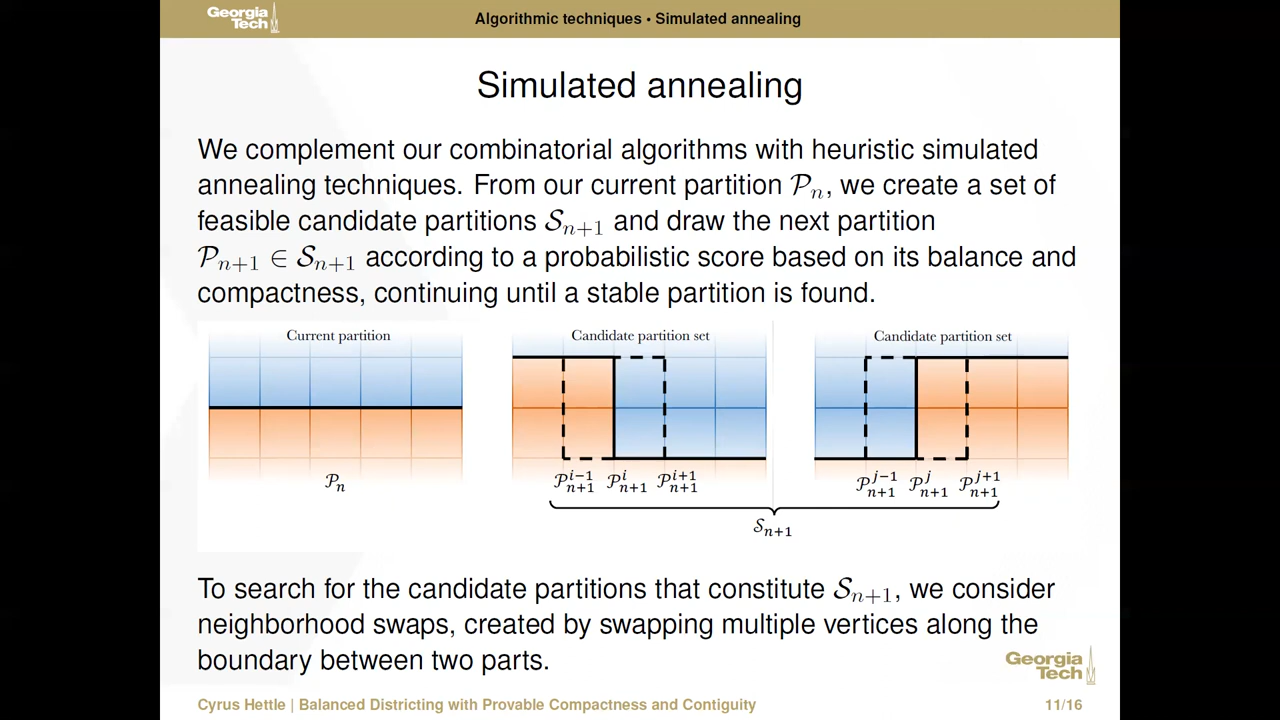 Georgia
Tech
Algorithmic techniques • Simulated annealing
Simulated annealing
We complement our combinatorial algorithms with heuristic simulated
annealing techniques. From our current partition 𝒫ₙ, we create a set of
feasible candidate partitions 𝒮ₙ₊₁ and draw the next partition
𝒫ₙ₊₁ ∈ 𝒮ₙ₊₁ according to a probabilistic score based on its balance and
compactness, continuing until a stable partition is found.
Current partition
Candidate partition set
Candidate partition set
𝒫ₙ
𝒫ₙ₊₁^{i−1} 𝒫ₙ₊₁^{i} 𝒫ₙ₊₁^{i+1}
𝒫ₙ₊₁^{j−1} 𝒫ₙ₊₁^{j} 𝒫ₙ₊₁^{j+1}
𝒮ₙ₊₁
To search for the candidate partitions that constitute 𝒮ₙ₊₁, we consider
neighborhood swaps, created by swapping multiple vertices along the
boundary between two parts.
Georgia
Tech
Cyrus Hettle | Balanced Districting with Provable Compactness and Contiguity
11/16